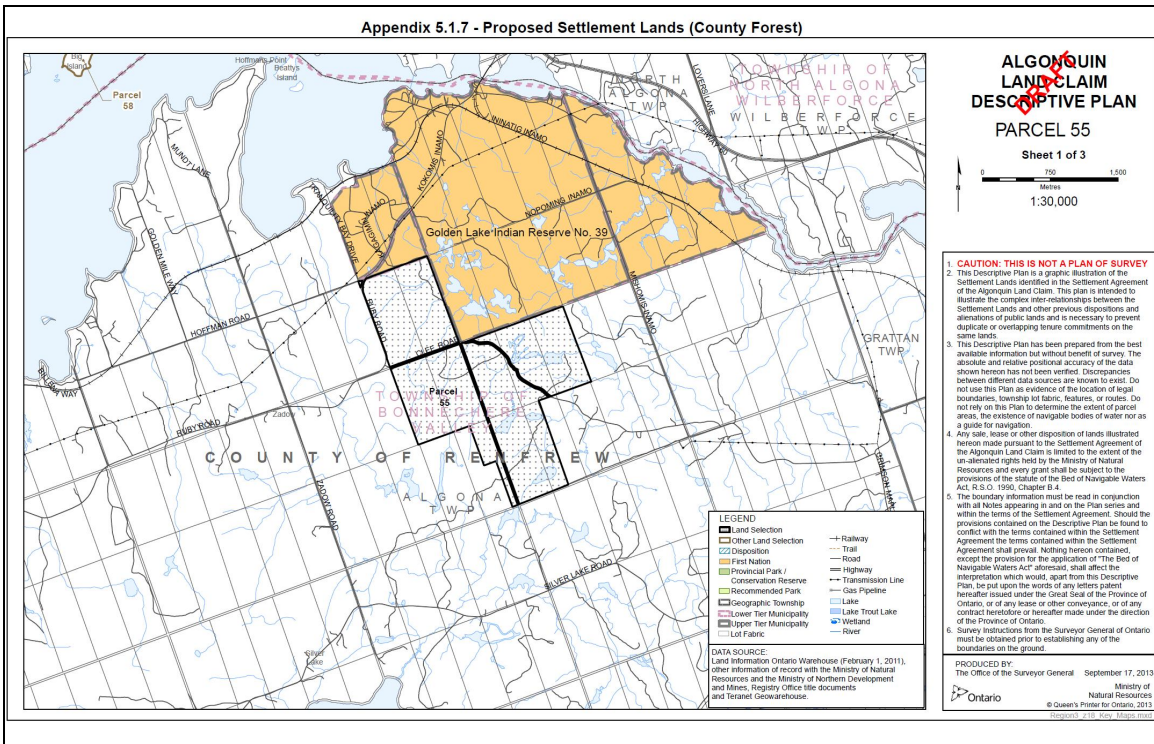 Appendix 5.1.7 - Proposed Settlement Lands (County Forest)
Big
Island
Parcel
58
Hoffmans Point
Beattys
Island
NORTH
ALGONA
TWP
LOVERS LANE
HIGHWAY 60
TOWNSHIP OF
NORTH ALGONA
WILBERFORCE
WILBERFORCE
TWP
MUNDT LANE
GOLDEN MILE WAY
TRANQUILITY BAY DRIVE
KAGAGIMIN INAMO
KOKOMIS INAMO
ININATIG INAMO
NOPOMING INAMO
Golden Lake Indian Reserve No. 39
MISHOMIS INAMO
HOFFMAN ROAD
RUBY ROAD
BELLENA WAY
GRATTAN
TWP
Parcel
55
TOWNSHIP OF
BONNECHERE
VALLEY
Zadow
RUBY ROAD
COUNTY OF RENFREW
ALGONA
TWP
ZADOW ROAD
SILVER LAKE ROAD
Silver
Lake
LEGEND
Land Selection
Other Land Selection
Disposition
First Nation
Provincial Park /
Conservation Reserve
Recommended Park
Geographic Township
Lower Tier Municipality
Upper Tier Municipality
Lot Fabric
Railway
Trail
Road
Highway
Transmission Line
Gas Pipeline
Lake
Lake Trout Lake
Wetland
River
DATA SOURCE:
Land Information Ontario Warehouse (February 1, 2011),
other information of record with the Ministry of Natural
Resources and the Ministry of Northern Development
and Mines, Registry Office title documents
and Teranet Geowarehouse.
ALGONQUIN
LAND CLAIM
DESCRIPTIVE PLAN
DRAFT
PARCEL 55
Sheet 1 of 3
0 750 1,500
Metres
1:30,000
N
1. CAUTION: THIS IS NOT A PLAN OF SURVEY
2. This Descriptive Plan is a graphic illustration of the
Settlement Lands identified in the Settlement Agreement
of the Algonquin Land Claim. This plan is intended to
illustrate the complex inter-relationships between the
Settlement Lands and other previous dispositions and
alienations of public lands and is necessary to prevent
duplicate or overlapping tenure commitments on the
same lands.
3. This Descriptive Plan has been prepared from the best
available information but without benefit of survey. The
absolute and relative positional accuracy of the data
shown hereon has not been verified. Discrepancies
between different data sources are known to exist. Do
not use this Plan as evidence of the location of legal
boundaries, township lot fabric, features, or routes. Do
not rely on this Plan to determine the extent of parcel
areas, the existence of navigable bodies of water nor as
a guide for navigation.
4. Any sale, lease or other disposition of lands illustrated
hereon made pursuant to the Settlement Agreement of
the Algonquin Land Claim is limited to the extent of the
un-alienated rights held by the Ministry of Natural
Resources and every grant shall be subject to the
provisions of the statute of the Bed of Navigable Waters
Act, R.S.O. 1990, Chapter B.4.
5. The boundary information must be read in conjunction
with all Notes appearing in and on the Plan series and
within the terms of the Settlement Agreement. Should the
provisions contained on the Descriptive Plan be found to
conflict with the terms contained within the Settlement
Agreement the terms contained within the Settlement
Agreement shall prevail. Nothing hereon contained,
except the provision for the application of "The Bed of
Navigable Waters Act" aforesaid, shall affect the
interpretation which would, apart from this Descriptive
Plan, be put upon the words of any letters patent
hereafter issued under the Great Seal of the Province of
Ontario, or of any lease or other conveyance, or of any
contract heretofore or hereafter made under the direction
of the Province of Ontario.
6. Survey Instructions from the Surveyor General of Ontario
must be obtained prior to establishing any of the
boundaries on the ground.
PRODUCED BY:
The Office of the Surveyor General September 17, 2013
Ontario
Ministry of
Natural Resources
© Queen's Printer for Ontario, 2013
Region3_z18_Key_Maps.mxd